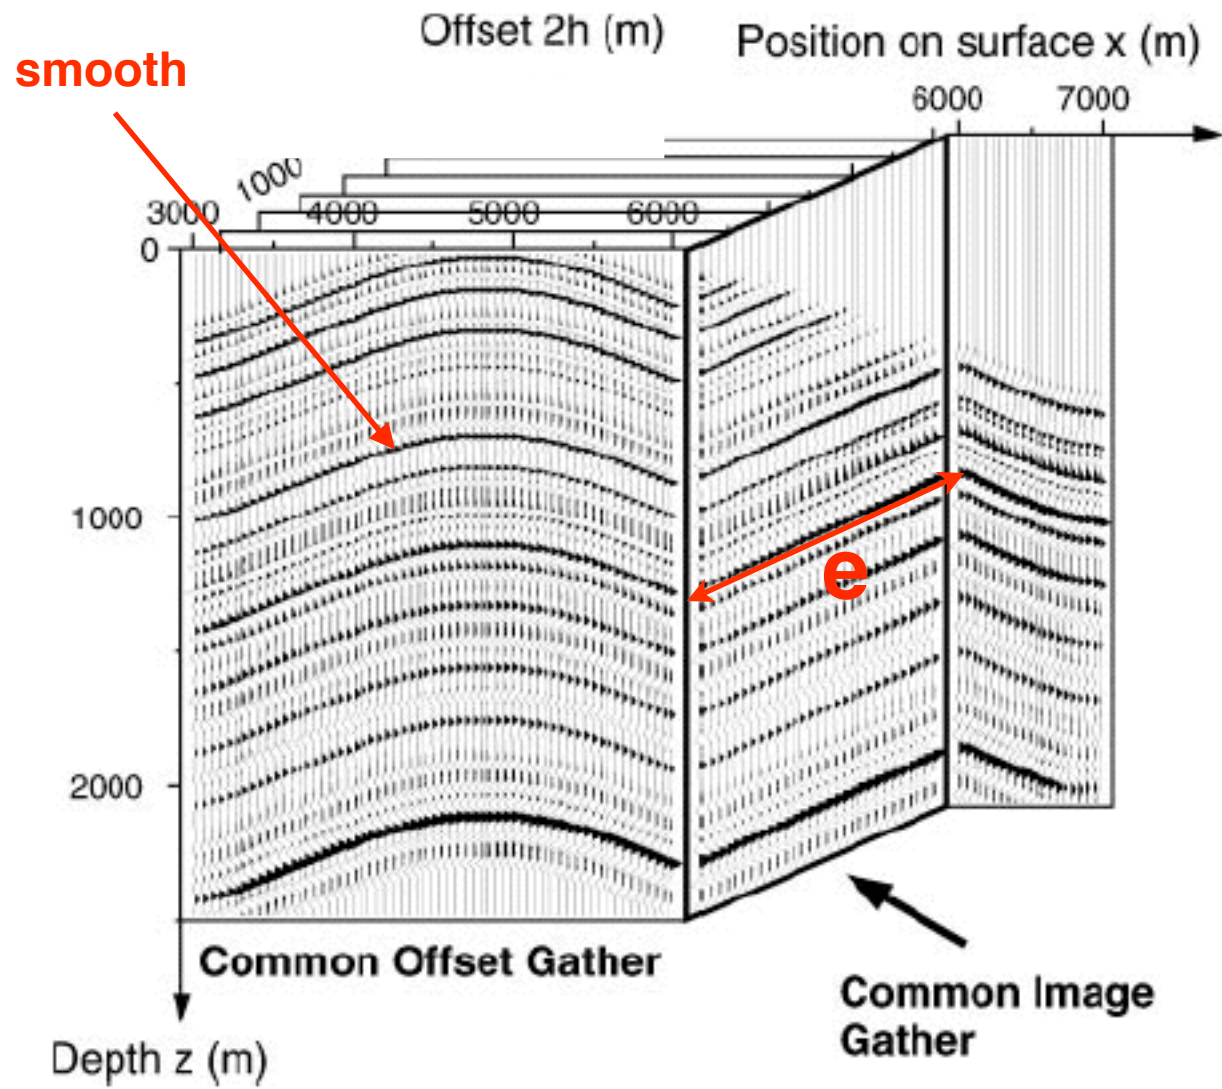 Offset 2h (m)
Position on surface x (m)
smooth
6000 7000
1000
3000 4000 5000 6000
0
1000
e
2000
Common Offset Gather
Common Image
Gather
Depth z (m)